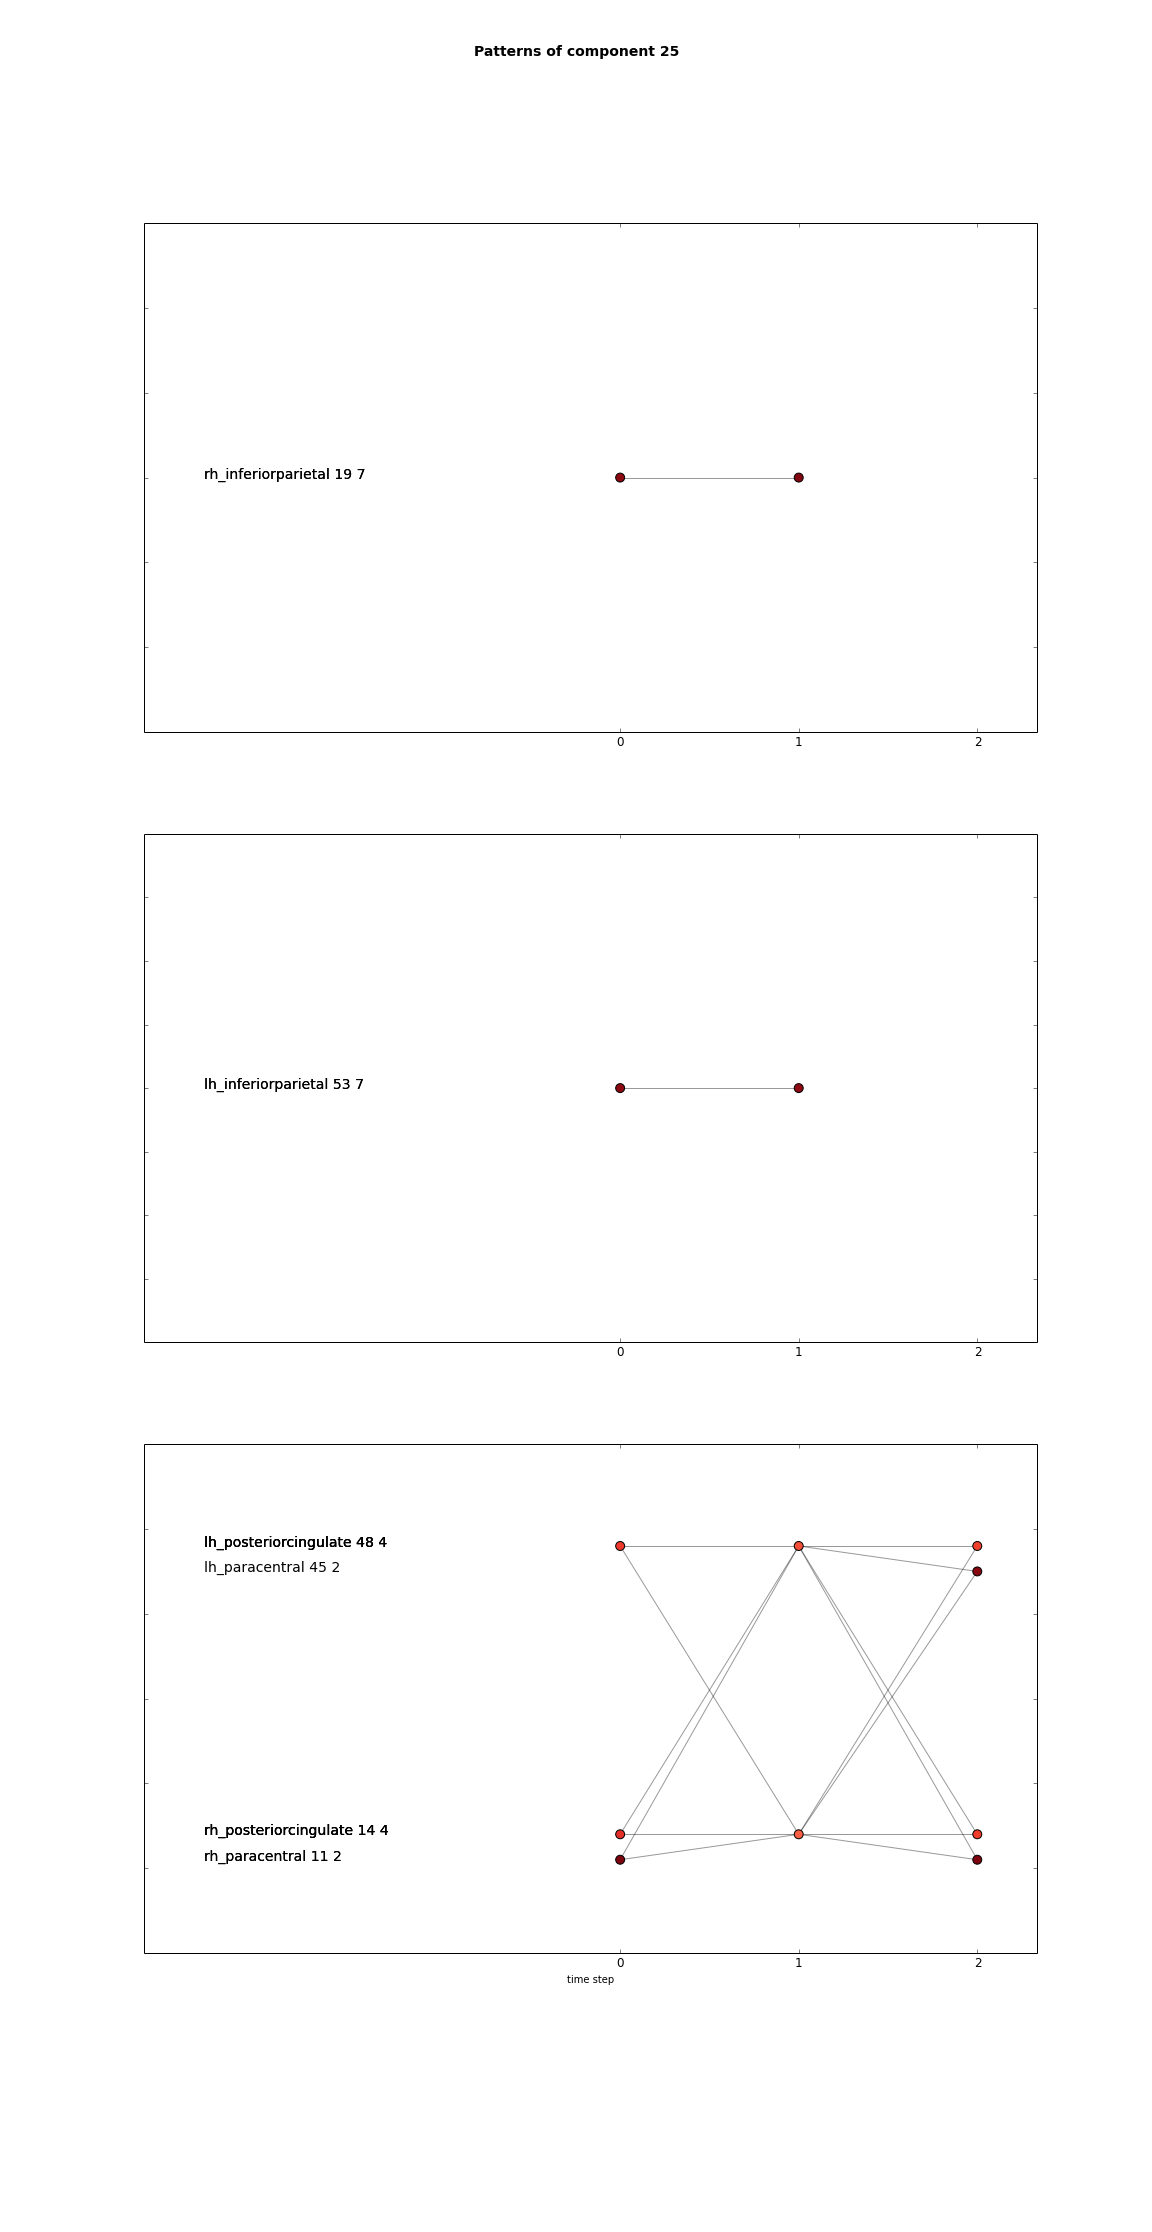 Patterns of component 25
rh_inferiorparietal 19 7
0 1 2
lh_inferiorparietal 53 7
0 1 2
lh_posteriorcingulate 48 4
lh_paracentral 45 2
rh_posteriorcingulate 14 4
rh_paracentral 11 2
0 1 2
time step